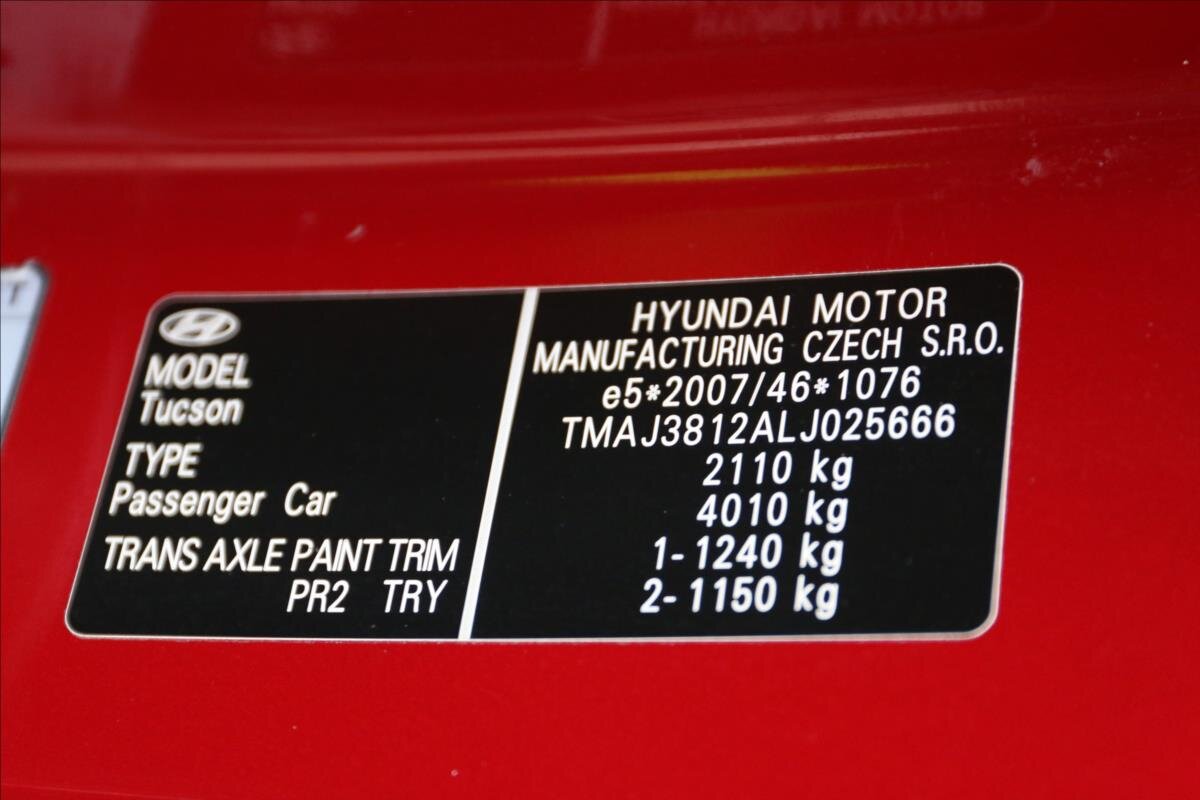 MODEL
Tucson
TYPE
Passenger Car
TRANS AXLE PAINT TRIM
PR2 TRY
HYUNDAI MOTOR
MANUFACTURING CZECH S.R.O.
e5*2007/46*1076
TMAJ3812ALJ025666
2110 kg
4010 kg
1-1240 kg
2-1150 kg